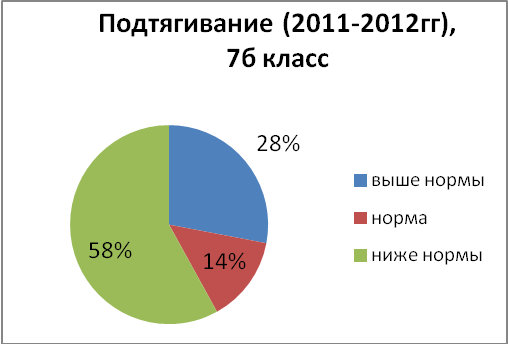 Подтягивание (2011-2012гг),
7б класс
28%
14%
58%
выше нормы
норма
ниже нормы